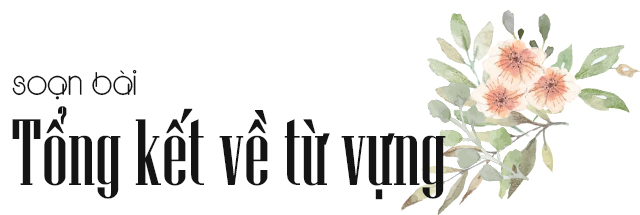 soạn bài
Tổng kết về từ vựng